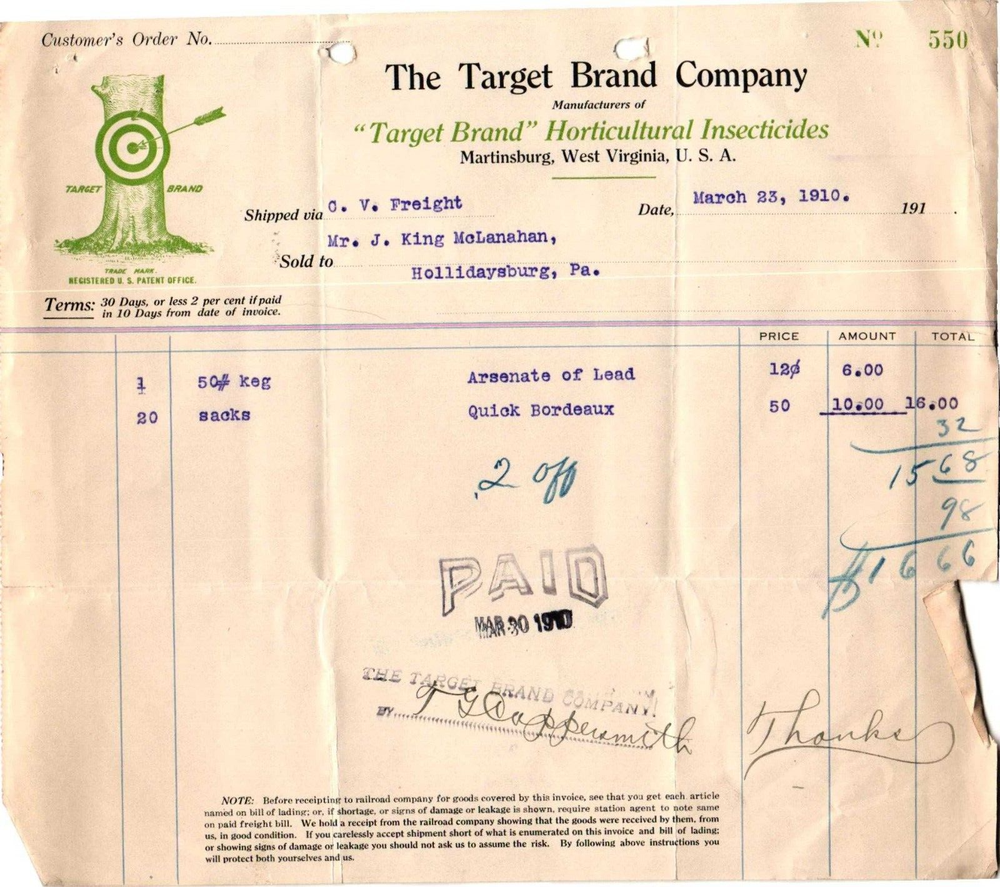 Customer's Order No.
Nº 550
The Target Brand Company
Manufacturers of
"Target Brand" Horticultural Insecticides
Martinsburg, West Virginia, U. S. A.
TARGET BRAND
TRADE MARK.
REGISTERED U. S. PATENT OFFICE.
Shipped via C. V. Freight
Date, March 23, 1910. 191 .
Sold to Mr. J. King McLanahan,
Hollidaysburg, Pa.
Terms: 30 Days, or less 2 per cent if paid
in 10 Days from date of invoice.
PRICE AMOUNT TOTAL
1 50# keg Arsenate of Lead 12¢ 6.00
20 sacks Quick Bordeaux 50 10.00 16.00
32
2 off 15 68
98
$16 66
PAID
MAR 30 1910
THE TARGET BRAND COMPANY.
BY T G Coppersmith
Thanks
NOTE: Before receipting to railroad company for goods covered by this invoice, see that you get each article
named on bill of lading; or, if shortage, or signs of damage or leakage is shown, require station agent to note same
on paid freight bill. We hold a receipt from the railroad company showing that the goods were received by them, from
us, in good condition. If you carelessly accept shipment short of what is enumerated on this invoice and bill of lading;
or showing signs of damage or leakage you should not ask us to assume the risk. By following above instructions you
will protect both yourselves and us.